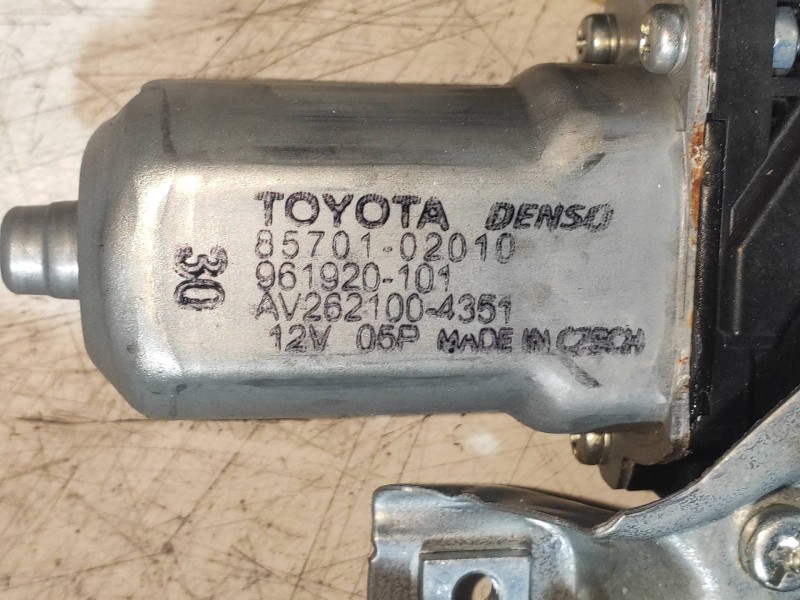 TOYOTA DENSO
85701-02010
961920-101
AV262100-4351
12V 05P MADE IN CZECH
30